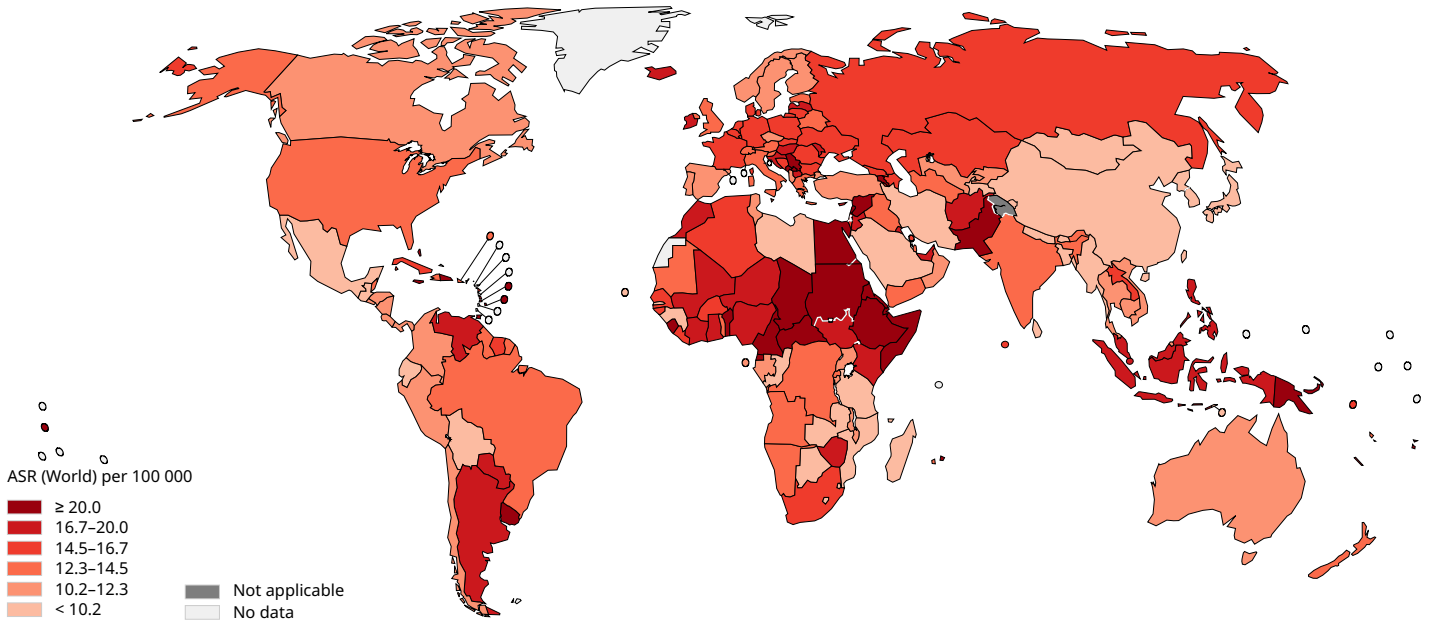 ASR (World) per 100 000
≥ 20.0
16.7–20.0
14.5–16.7
12.3–14.5
10.2–12.3
< 10.2
Not applicable
No data